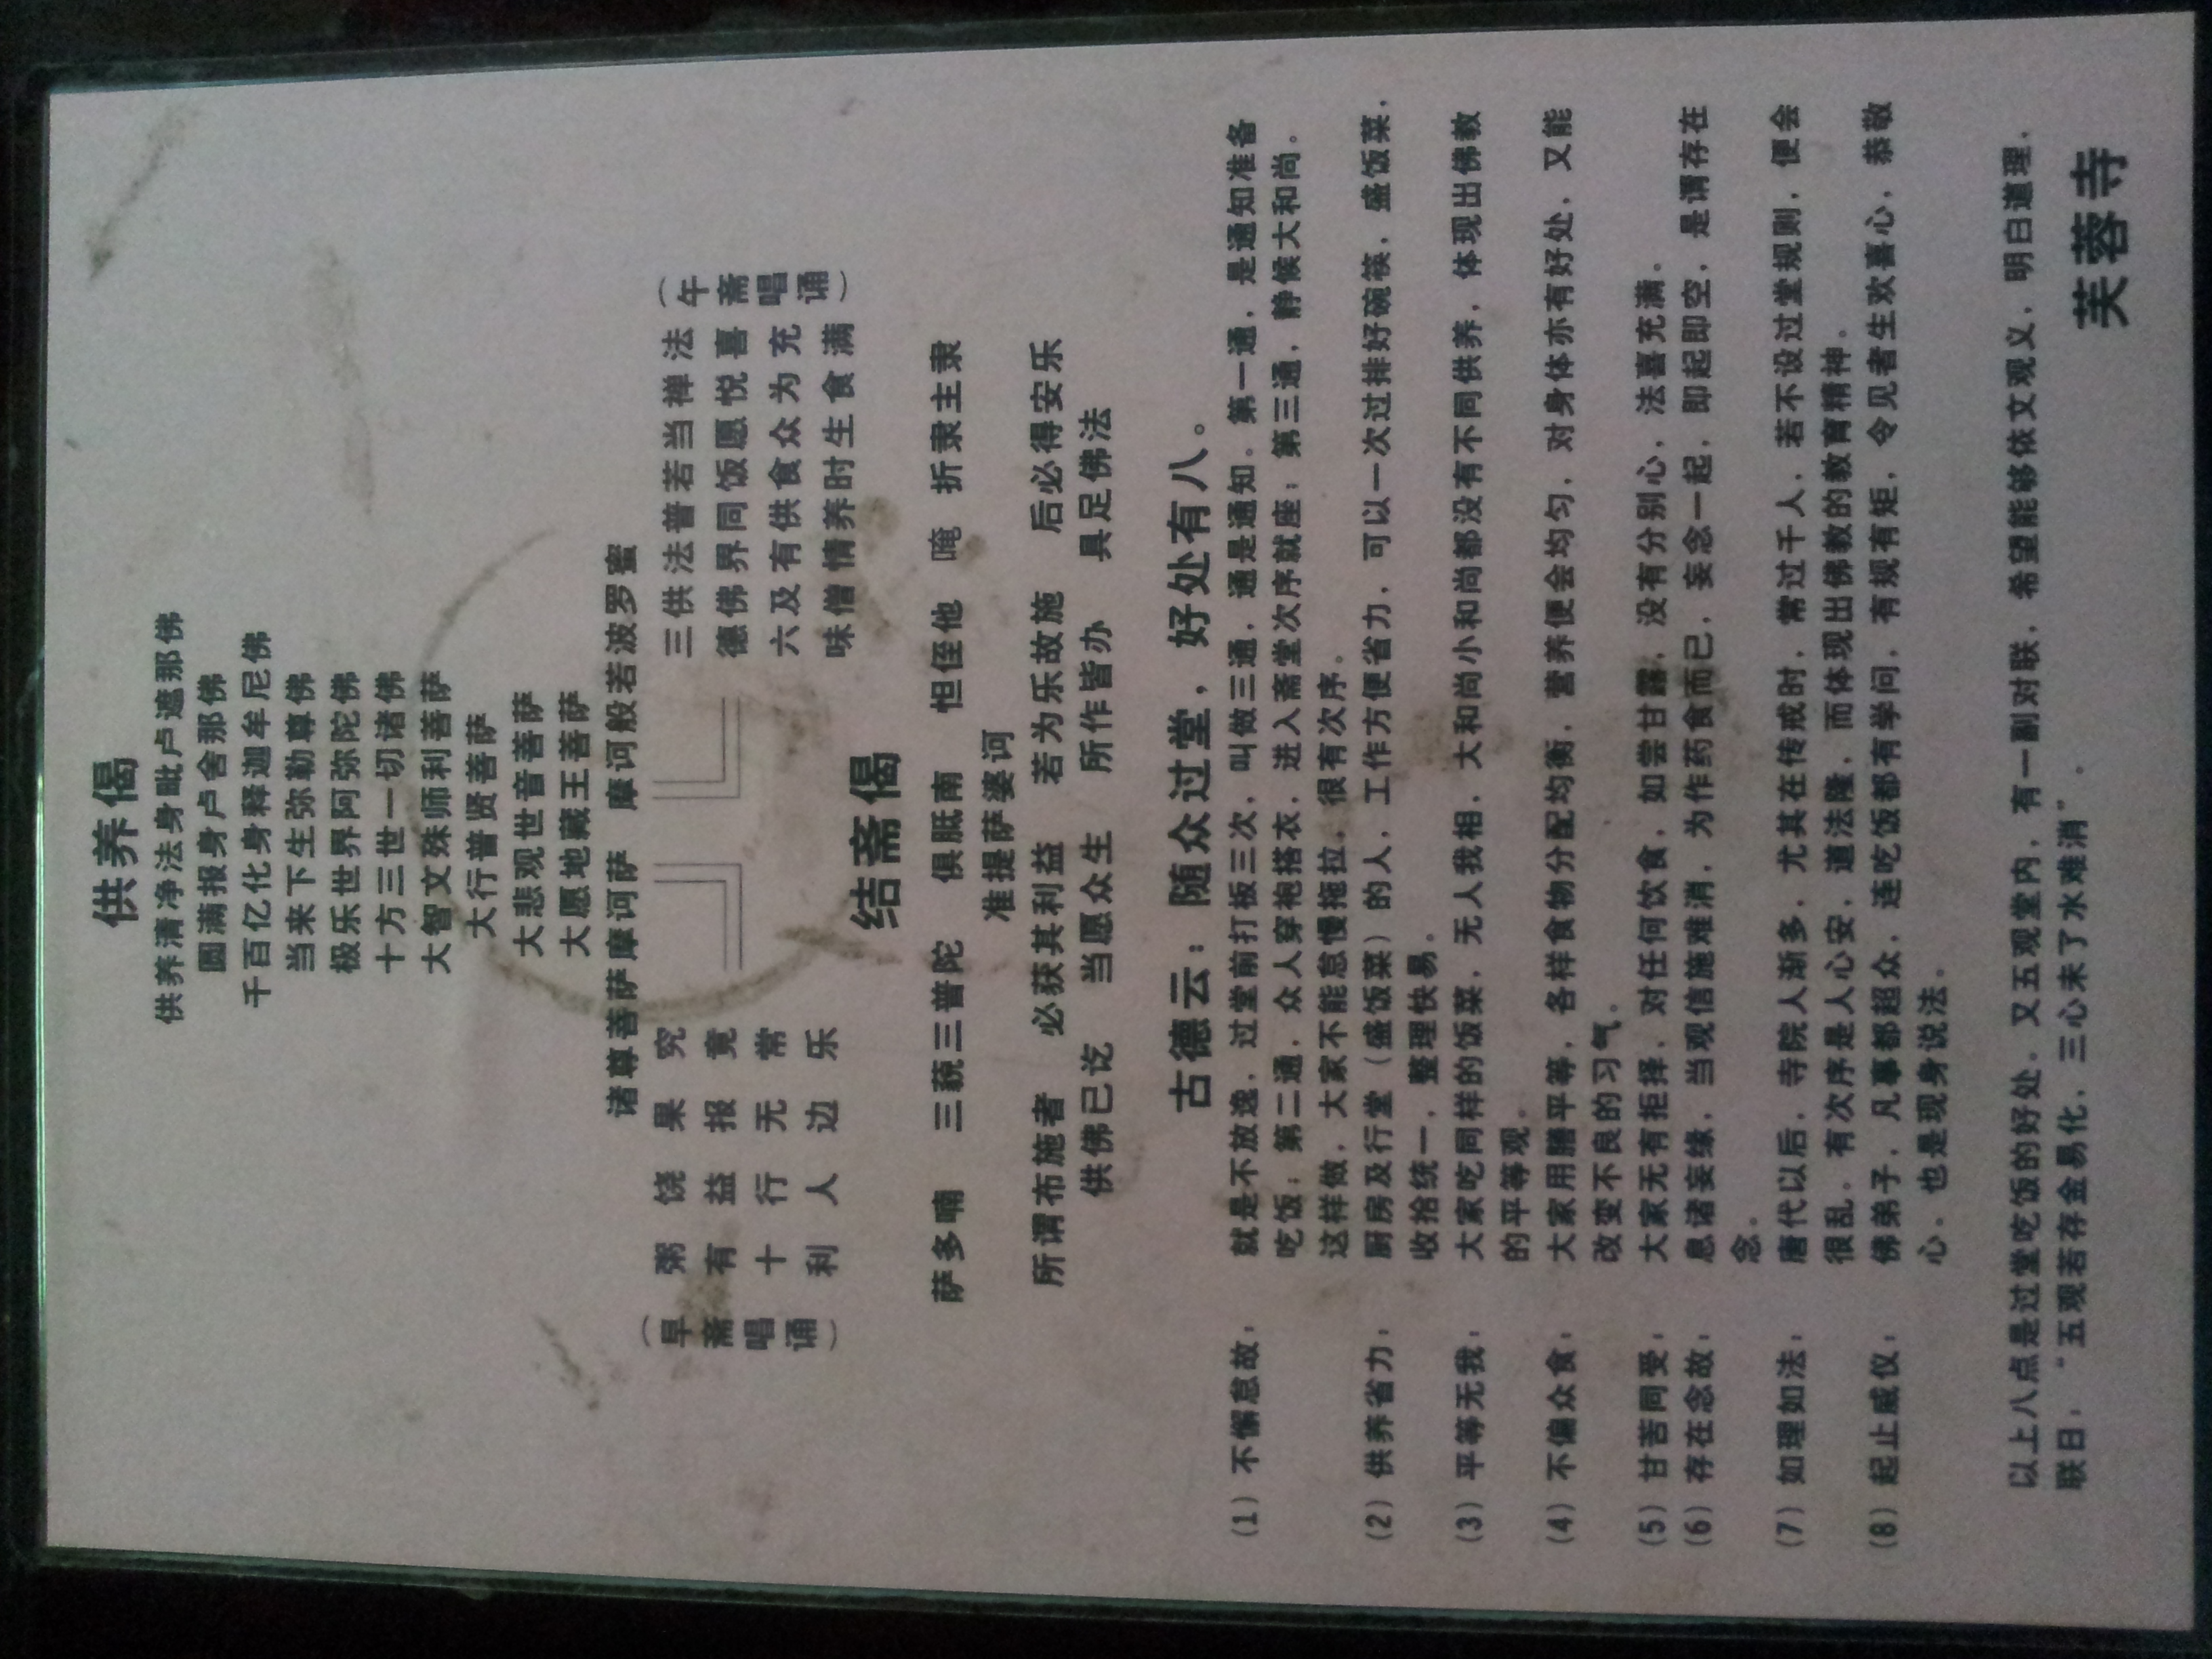 供养偈
供养清净法身毗卢遮那佛
圆满报身卢舍那佛
千百亿化身释迦牟尼佛
当来下生弥勒尊佛
极乐世界阿弥陀佛
十方三世一切诸佛
大智文殊师利菩萨
大行普贤菩萨
大悲观世音菩萨
大愿地藏王菩萨
诸尊菩萨摩诃萨 摩诃般若波罗蜜
（早斋唱诵）
粥有十利
饶益行人
果报无边
究竟常乐
三德六味
供佛及僧
法界有情
普同供养
若饭食时
当愿众生
禅悦为食
法喜充满
（午斋唱诵）
结斋偈
萨多喃 三藐三普陀 俱胝南 怛侄他 唵 折隶主隶
准提萨婆诃
所谓布施者 必获其利益 若为乐故施 后必得安乐
供佛已讫 当愿众生 所作皆办 具足佛法
古德云：随众过堂，好处有八。
(1) 不懈怠故：就是不放逸，过堂前打板三次，叫做三通，通是通知。第一通，是通知准备
吃饭；第二通，众人穿袍搭衣，进入斋堂次序就座；第三通，静候大和尚。
这样做，大家不能怠慢拖拉。很有次序。
(2) 供养省力：厨房及行堂（盛饭菜）的人，工作方便省力，可以一次过排好碗筷，盛饭菜，
收拾统一，整理快易。
(3) 平等无我：大家吃同样的饭菜，无人我相，大和尚小和尚都没有不同供养，体现出佛教
的平等观。
(4) 不偏众食：大家用膳平等，各样食物分配均衡，营养便会均匀，对身体亦有好处，又能
改变不良的习气。
(5) 甘苦同受：大家无有拒择，对任何饮食，如尝甘露，没有分别心，法喜充满。
(6) 存在念故：息诸妄缘，当观信施难消，为作药食而已，妄念一起，即起即空，是谓存在
念。
(7) 如理如法：唐代以后，寺院人渐多，尤其在传戒时，常过千人，若不设过堂规则，便会
很乱。有次序是人心安，道法隆，而体现出佛教的教育精神。
(8) 起止威仪：佛弟子，凡事都超众，连吃饭都有学问，有规有矩，令见者生欢喜心，恭敬
心。也是现身说法。
以上八点是过堂吃饭的好处。又五观堂内，有一副对联，希望能够依文观义，明白道理，
联曰：“五观若存金易化，三心未了水难消”。
芙蓉寺